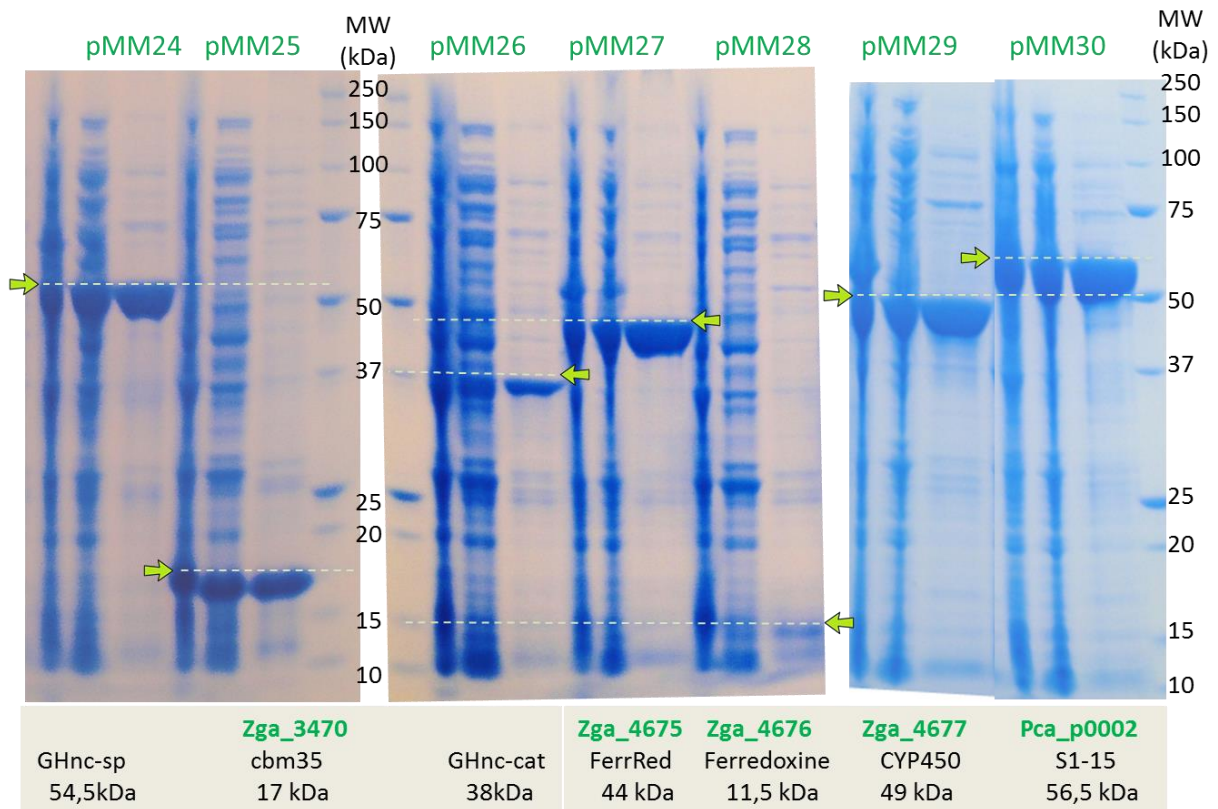 pMM24 pMM25 MW (kDa) pMM26 pMM27 pMM28 pMM29 pMM30 MW (kDa)
250 250
150 150
100 100
75 75
50 50
37 37
25 25
20 20
15 15
10 10
Zga_3470 Zga_4675 Zga_4676 Zga_4677 Pca_p0002
GHnc-sp cbm35 GHnc-cat FerrRed Ferredoxine CYP450 S1-15
54,5kDa 17 kDa 38kDa 44 kDa 11,5 kDa 49 kDa 56,5 kDa